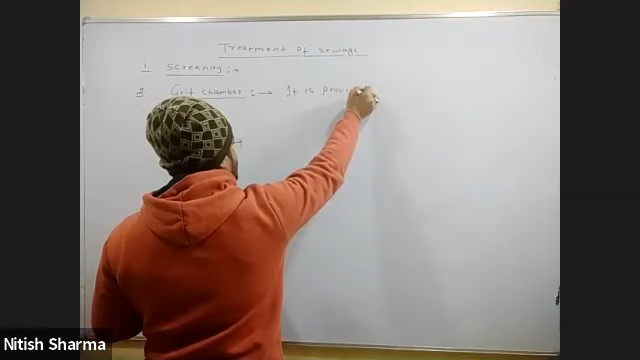 Treatment of sewage
1. Screening :→
2. Grit chamber :→ It is provi
Nitish Sharma